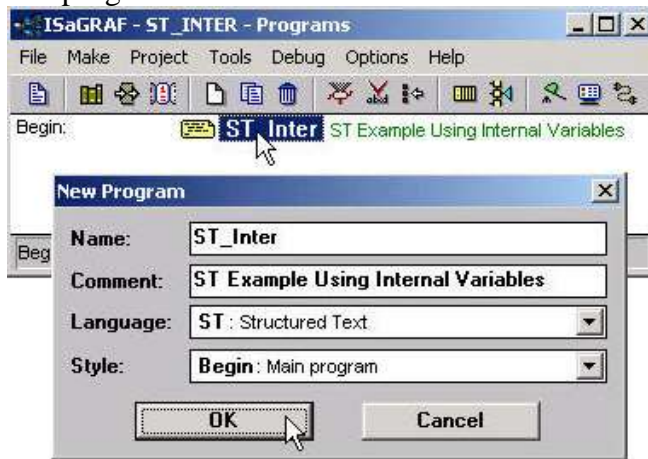 ISaGRAF - ST_INTER - Programs
File Make Project Tools Debug Options Help
Begin: ST_Inter ST Example Using Internal Variables
New Program
Beg
Name: ST_Inter
Comment: ST Example Using Internal Variables
Language: ST : Structured Text
Style: Begin : Main program
OK Cancel